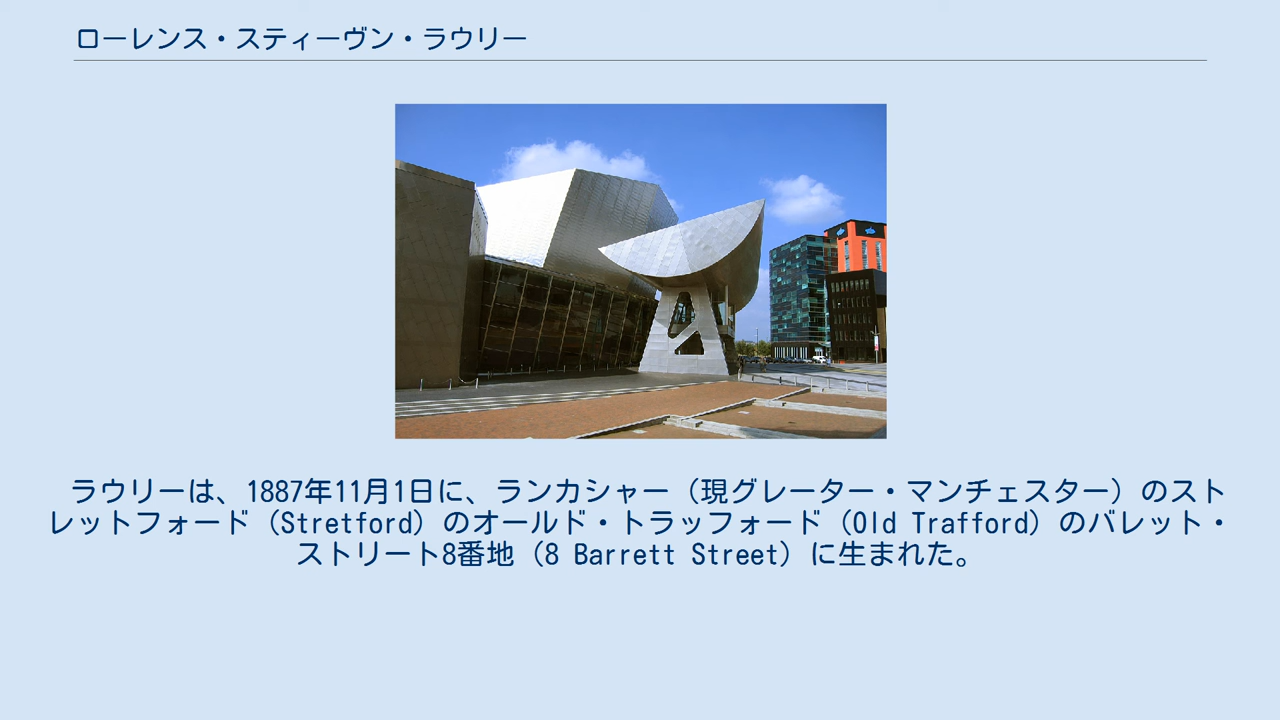 ローレンス・スティーヴン・ラウリー
ラウリーは、1887年11月1日に、ランカシャー（現グレーター・マンチェスター）のスト
レットフォード（Stretford）のオールド・トラッフォード（Old Trafford）のバレット・
ストリート8番地（8 Barrett Street）に生まれた。